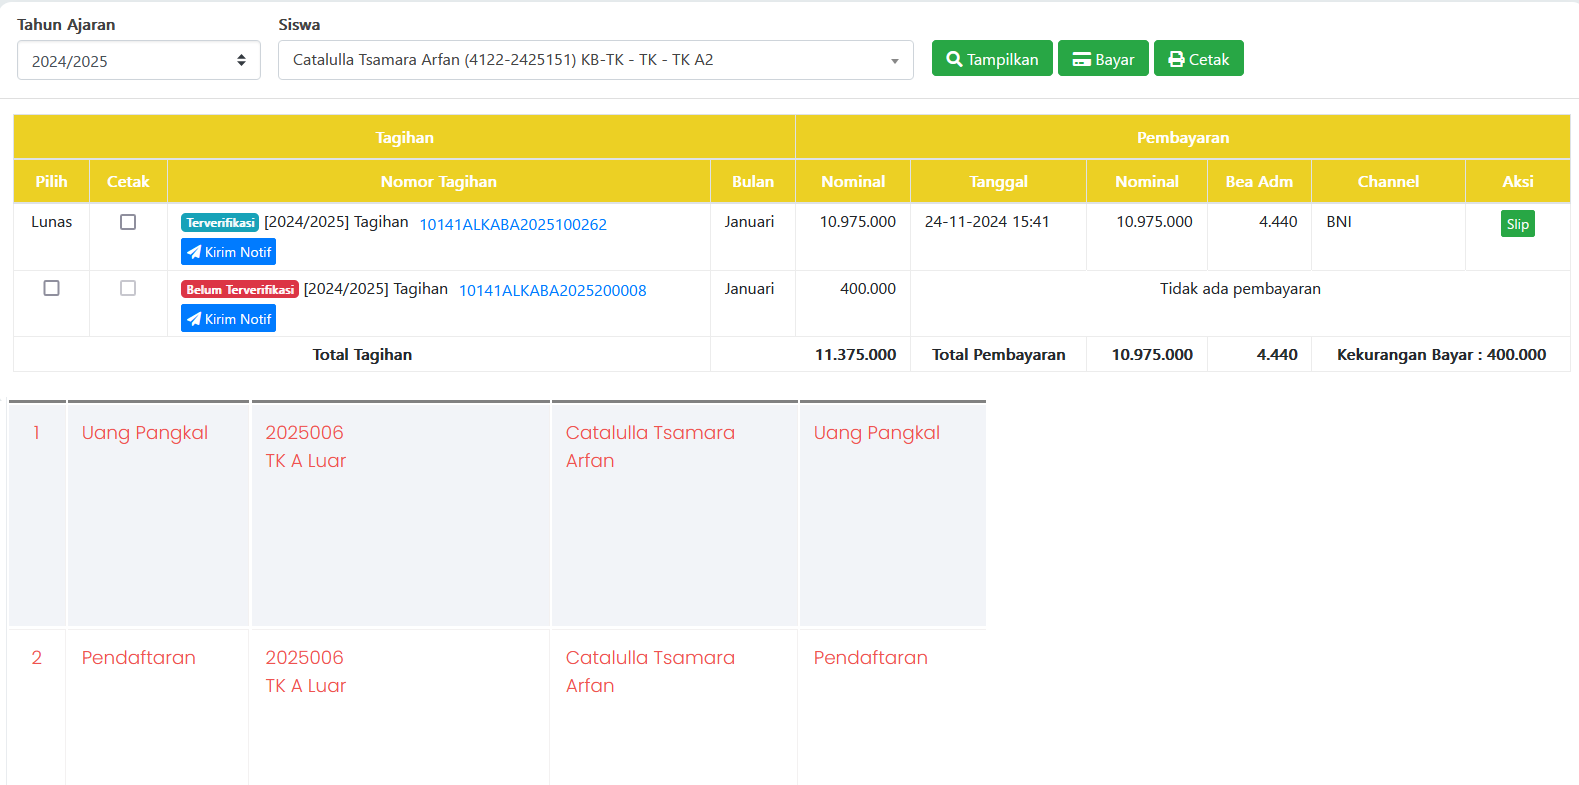 Tahun Ajaran Siswa
2024/2025 Catalulla Tsamara Arfan (4122-2425151) KB-TK - TK - TK A2 Tampilkan Bayar Cetak
Tagihan Pembayaran
Pilih Cetak Nomor Tagihan Bulan Nominal Tanggal Nominal Bea Adm Channel Aksi
Lunas Terverifikasi [2024/2025] Tagihan 10141ALKABA2025100262 Januari 10.975.000 24-11-2024 15:41 10.975.000 4.440 BNI Slip
Kirim Notif
Belum Terverifikasi [2024/2025] Tagihan 10141ALKABA2025200008 Januari 400.000 Tidak ada pembayaran
Kirim Notif
Total Tagihan 11.375.000 Total Pembayaran 10.975.000 4.440 Kekurangan Bayar : 400.000
1 Uang Pangkal 2025006 Catalulla Tsamara Uang Pangkal
TK A Luar Arfan
2 Pendaftaran 2025006 Catalulla Tsamara Pendaftaran
TK A Luar Arfan